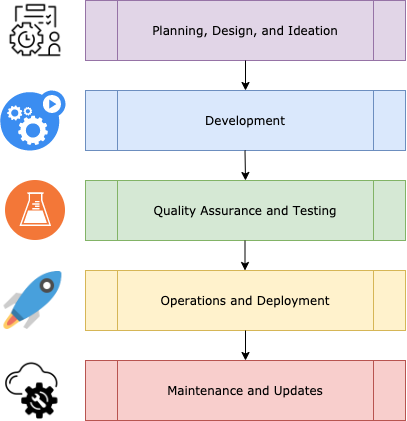 Planning, Design, and Ideation
Development
Quality Assurance and Testing
Operations and Deployment
Maintenance and Updates